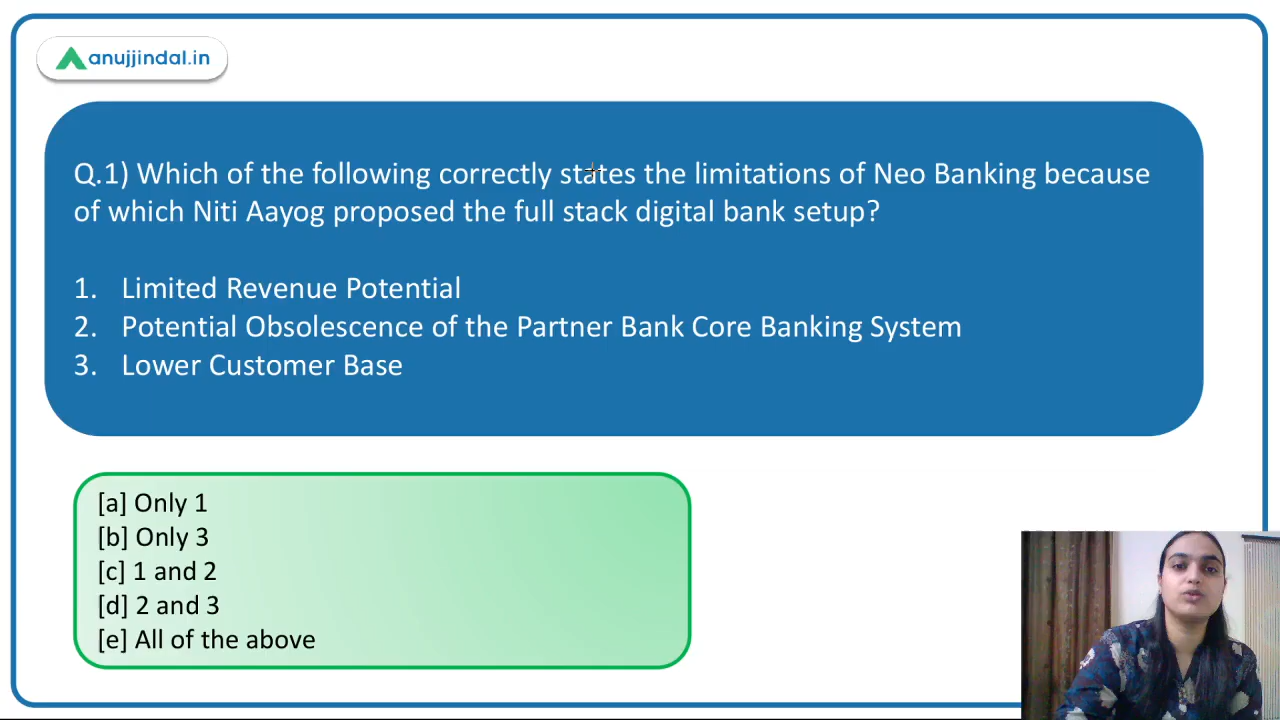 anujjindal.in
Q.1) Which of the following correctly states the limitations of Neo Banking because
of which Niti Aayog proposed the full stack digital bank setup?
1. Limited Revenue Potential
2. Potential Obsolescence of the Partner Bank Core Banking System
3. Lower Customer Base
[a] Only 1
[b] Only 3
[c] 1 and 2
[d] 2 and 3
[e] All of the above